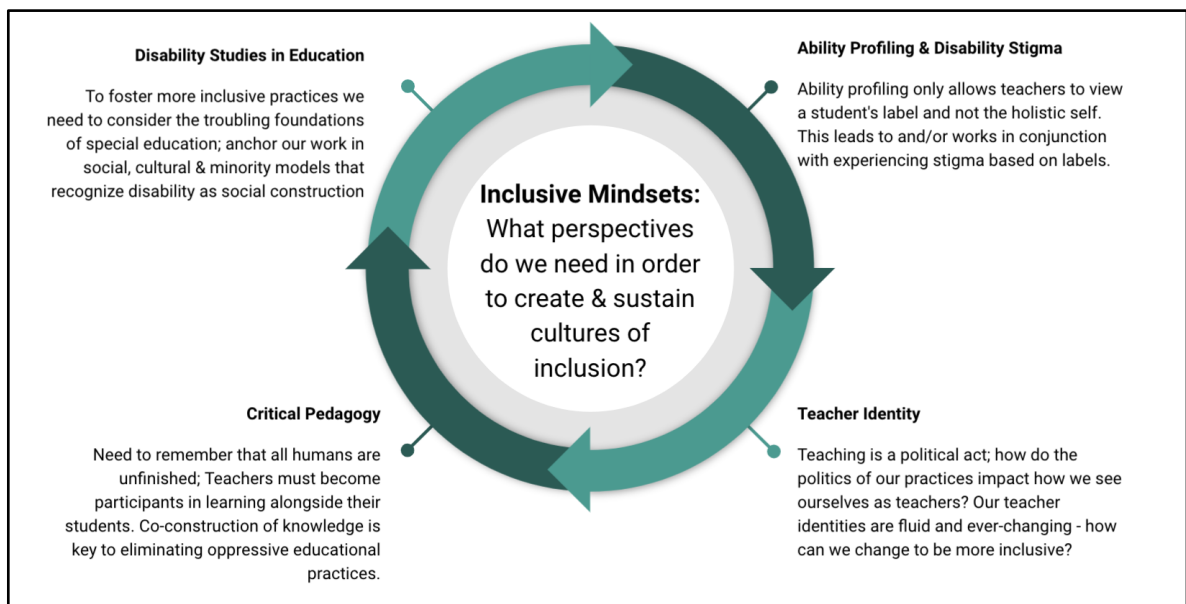 Disability Studies in Education
To foster more inclusive practices we
need to consider the troubling foundations
of special education; anchor our work in
social, cultural & minority models that
recognize disability as social construction
Ability Profiling & Disability Stigma
Ability profiling only allows teachers to view
a student's label and not the holistic self.
This leads to and/or works in conjunction
with experiencing stigma based on labels.
Inclusive Mindsets:
What perspectives
do we need in order
to create & sustain
cultures of
inclusion?
Critical Pedagogy
Need to remember that all humans are
unfinished; Teachers must become
participants in learning alongside their
students. Co-construction of knowledge is
key to eliminating oppressive educational
practices.
Teacher Identity
Teaching is a political act; how do the
politics of our practices impact how we see
ourselves as teachers? Our teacher
identities are fluid and ever-changing - how
can we change to be more inclusive?